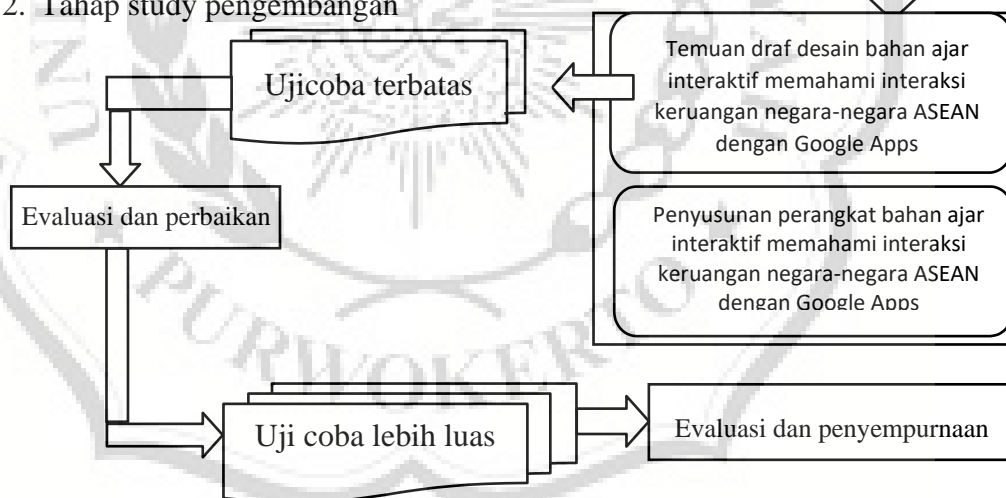 2. Tahap study pengembangan
Temuan draf desain bahan ajar
interaktif memahami interaksi
keruangan negara-negara ASEAN
dengan Google Apps
Ujicoba terbatas
Evaluasi dan perbaikan
Penyusunan perangkat bahan ajar
interaktif memahami interaksi
keruangan negara-negara ASEAN
dengan Google Apps
Uji coba lebih luas
Evaluasi dan penyempurnaan
UN
PURWOKERTO